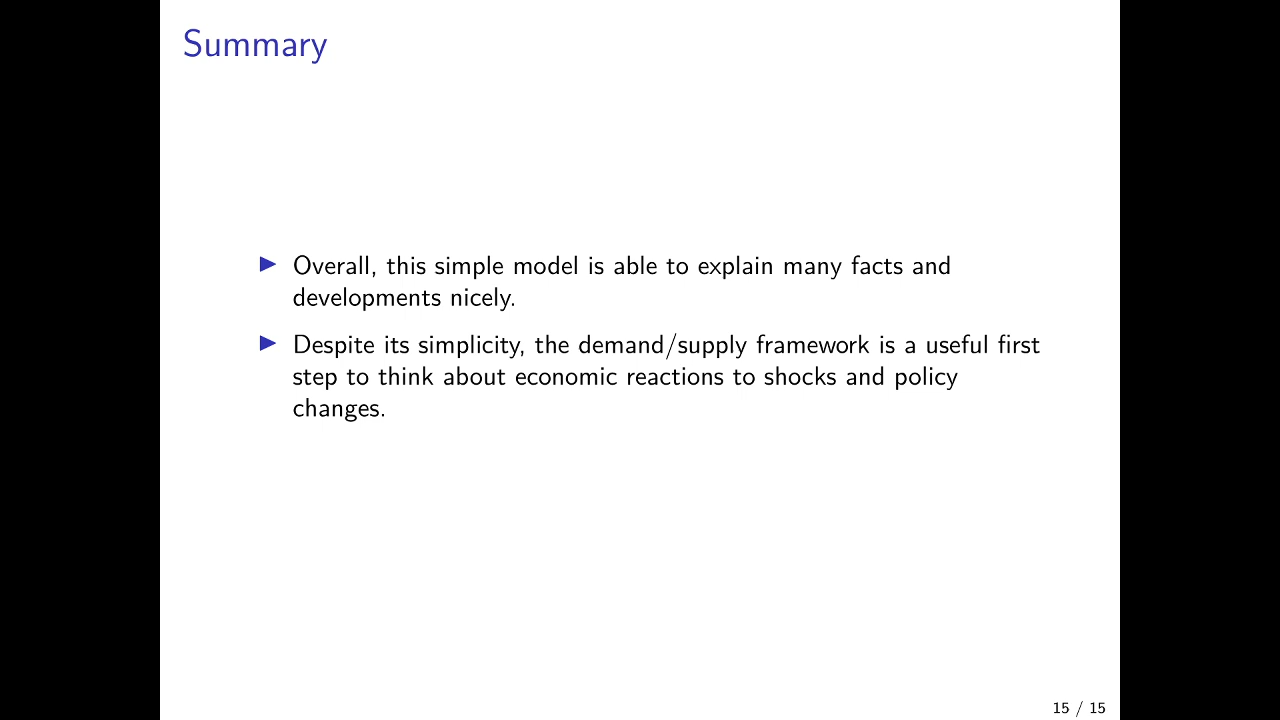 Summary
Overall, this simple model is able to explain many facts and
developments nicely.
Despite its simplicity, the demand/supply framework is a useful first
step to think about economic reactions to shocks and policy
changes.
15 / 15